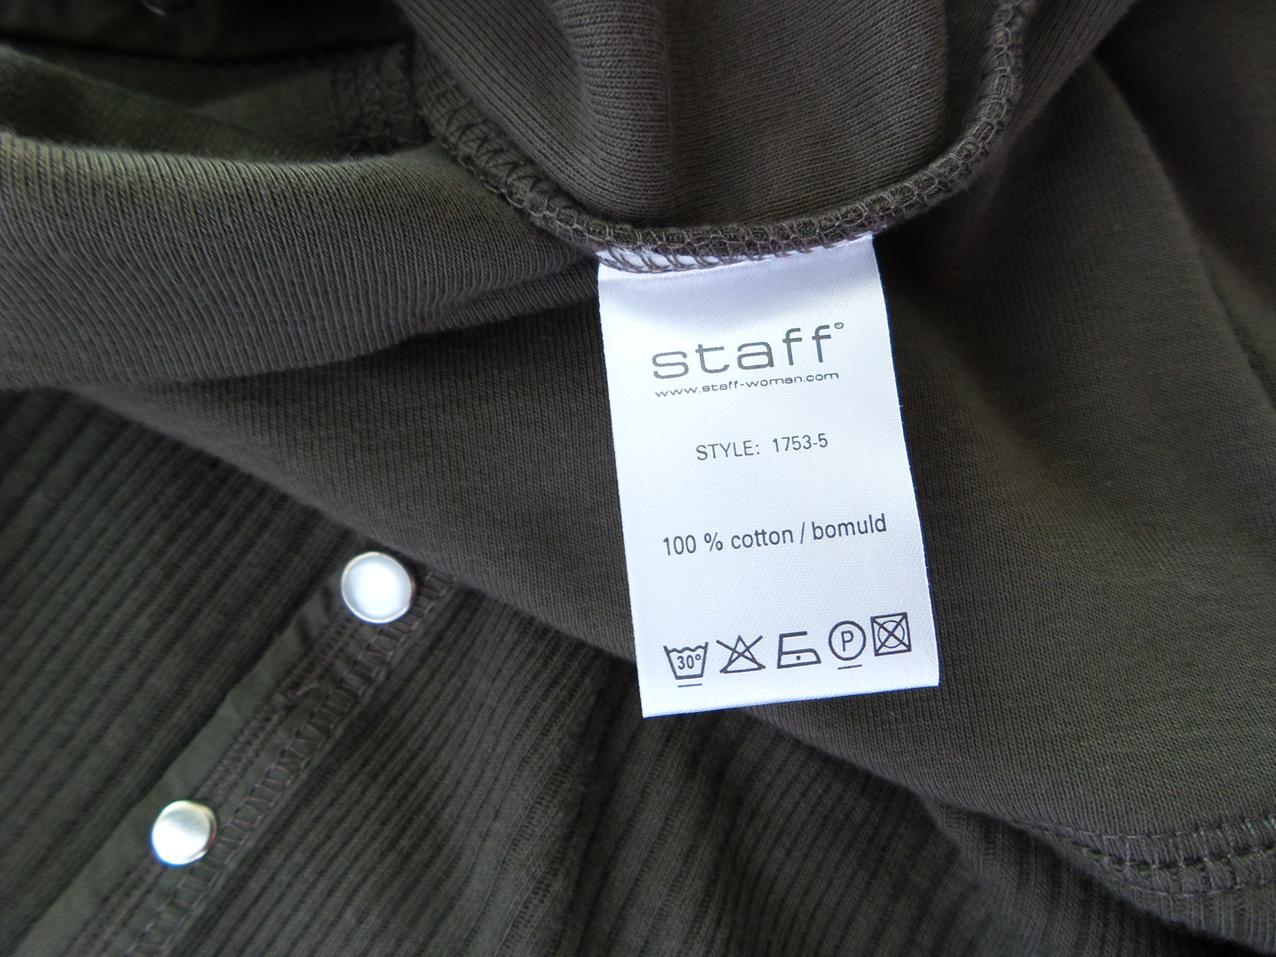 staff®
www.staff-woman.com
STYLE: 1753-5
100 % cotton / bomuld
30° P